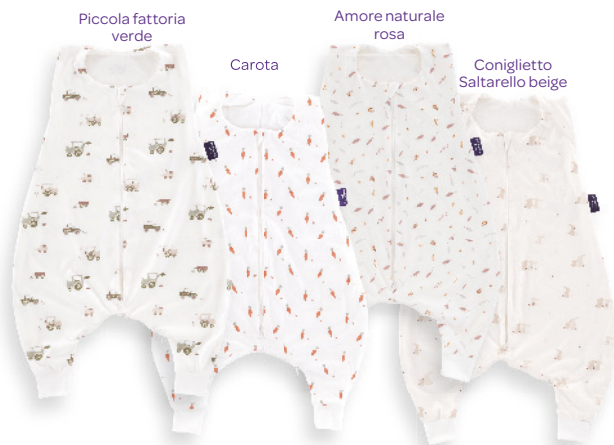 Piccola fattoria
verde
Carota
Amore naturale
rosa
Coniglietto
Saltarello beige